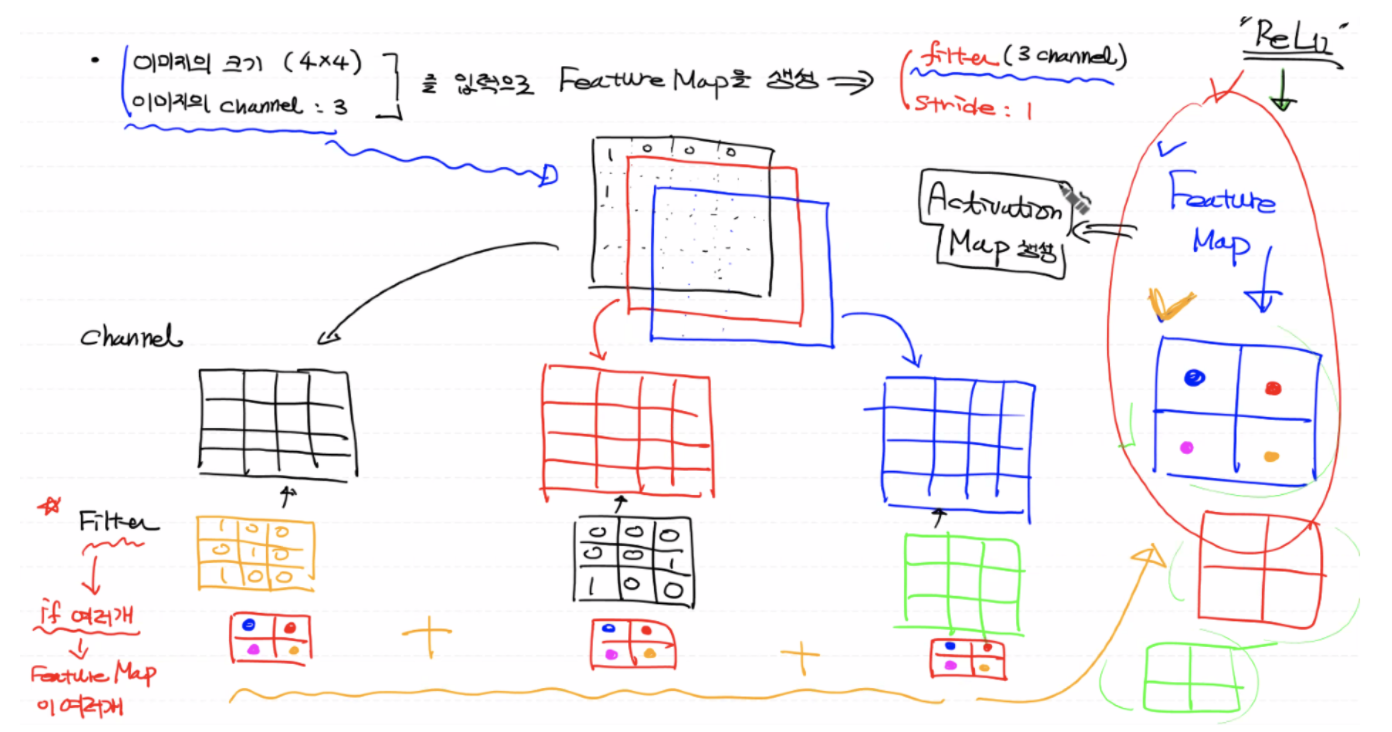 "ReLU"
• 이미지의 크기 (4×4)
이미지의 channel : 3
를 입력으로 Feature Map을 생성 ⇒
filter (3 channel)
stride : 1
1 0 0 0
1
Activation
Map 생성
Feature
Map
Channel
Filter
if 여러개
Feature Map
이 여러개
1 0 0
0 1 0
1 0 0
+
0 0 0
0 0 1
1 0 0
+